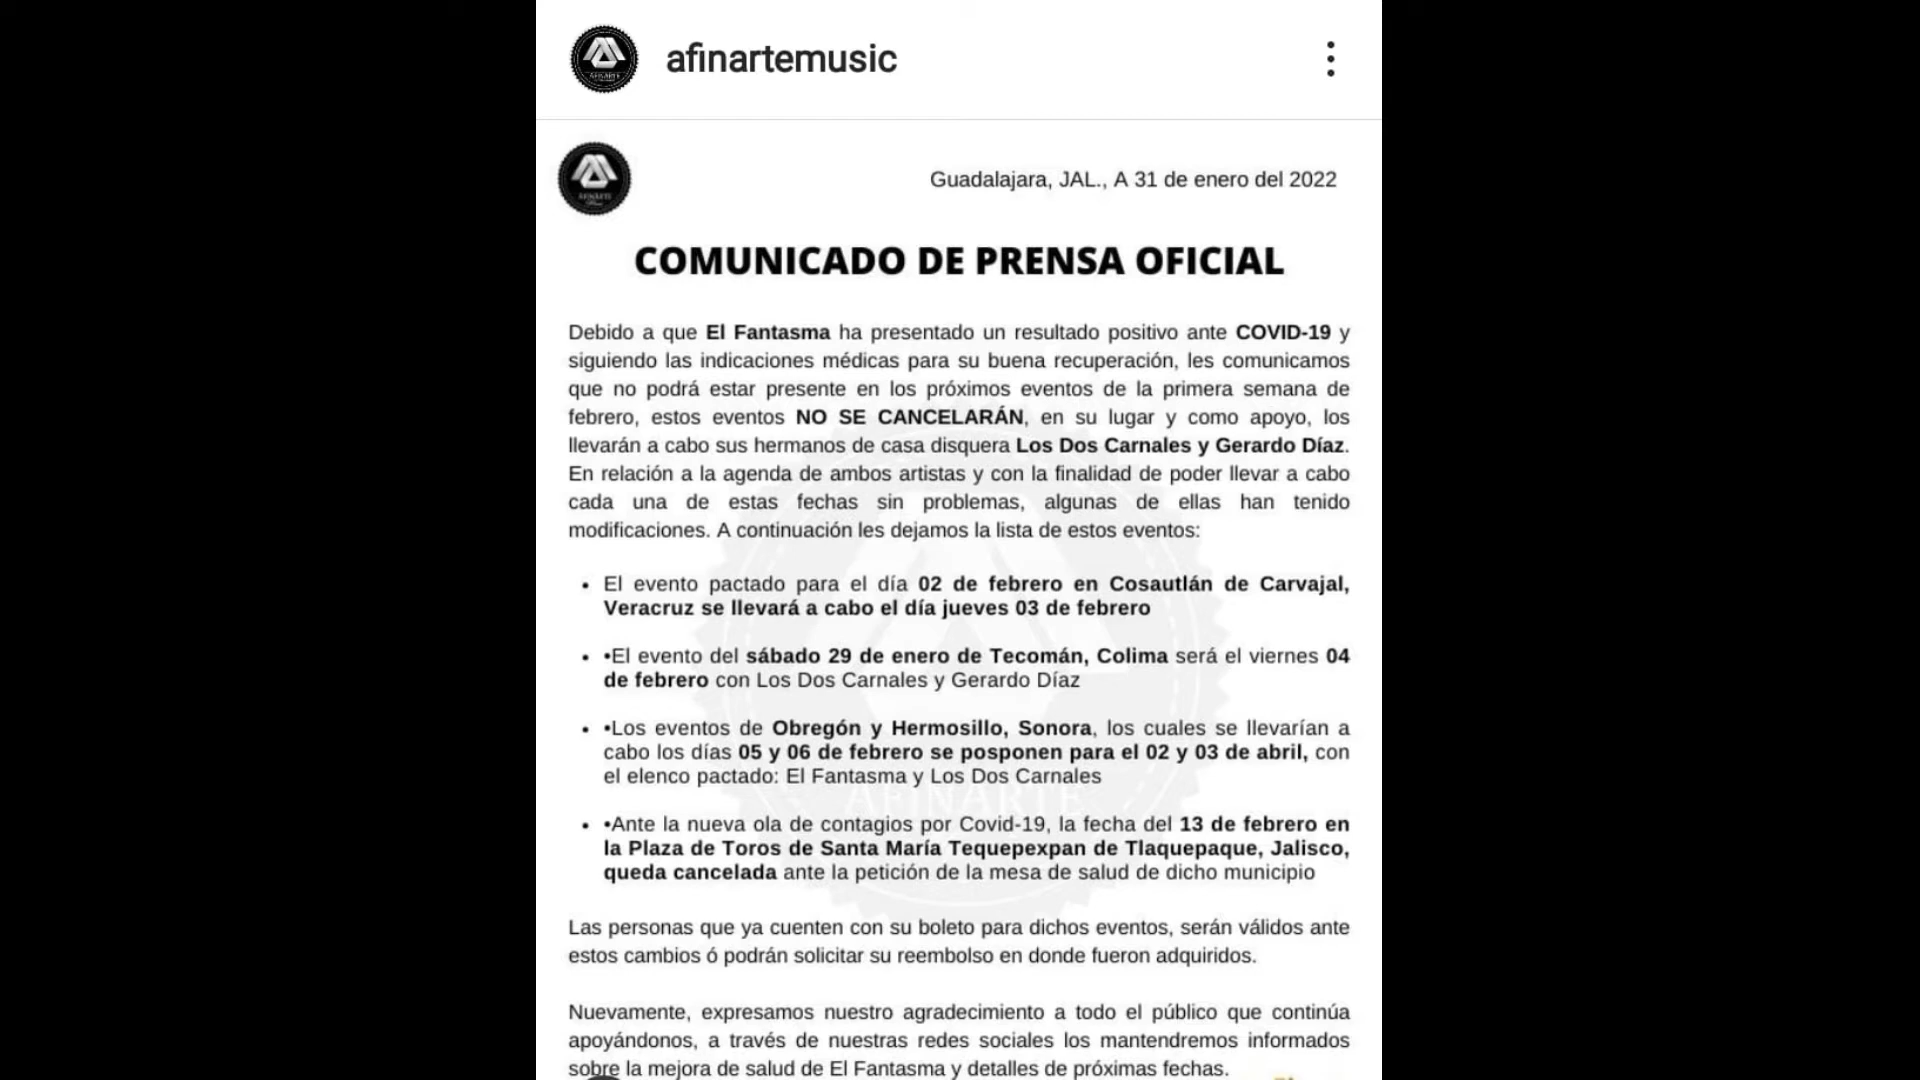 afinartemusic
AFINARTE
AFINARTE
Guadalajara, JAL., A 31 de enero del 2022
COMUNICADO DE PRENSA OFICIAL
Debido a que El Fantasma ha presentado un resultado positivo ante COVID-19 y
siguiendo las indicaciones médicas para su buena recuperación, les comunicamos
que no podrá estar presente en los próximos eventos de la primera semana de
febrero, estos eventos NO SE CANCELARÁN, en su lugar y como apoyo, los
llevarán a cabo sus hermanos de casa disquera Los Dos Carnales y Gerardo Díaz.
En relación a la agenda de ambos artistas y con la finalidad de poder llevar a cabo
cada una de estas fechas sin problemas, algunas de ellas han tenido
modificaciones. A continuación les dejamos la lista de estos eventos:
• El evento pactado para el día 02 de febrero en Cosautlán de Carvajal,
Veracruz se llevará a cabo el día jueves 03 de febrero
• •El evento del sábado 29 de enero de Tecomán, Colima será el viernes 04
de febrero con Los Dos Carnales y Gerardo Díaz
• •Los eventos de Obregón y Hermosillo, Sonora, los cuales se llevarían a
cabo los días 05 y 06 de febrero se posponen para el 02 y 03 de abril, con
el elenco pactado: El Fantasma y Los Dos Carnales
AFINARTE
• •Ante la nueva ola de contagios por Covid-19, la fecha del 13 de febrero en
la Plaza de Toros de Santa María Tequepexpan de Tlaquepaque, Jalisco,
queda cancelada ante la petición de la mesa de salud de dicho municipio
Las personas que ya cuenten con su boleto para dichos eventos, serán válidos ante
estos cambios ó podrán solicitar su reembolso en donde fueron adquiridos.
Nuevamente, expresamos nuestro agradecimiento a todo el público que continúa
apoyándonos, a través de nuestras redes sociales los mantendremos informados
sobre la mejora de salud de El Fantasma y detalles de próximas fechas.